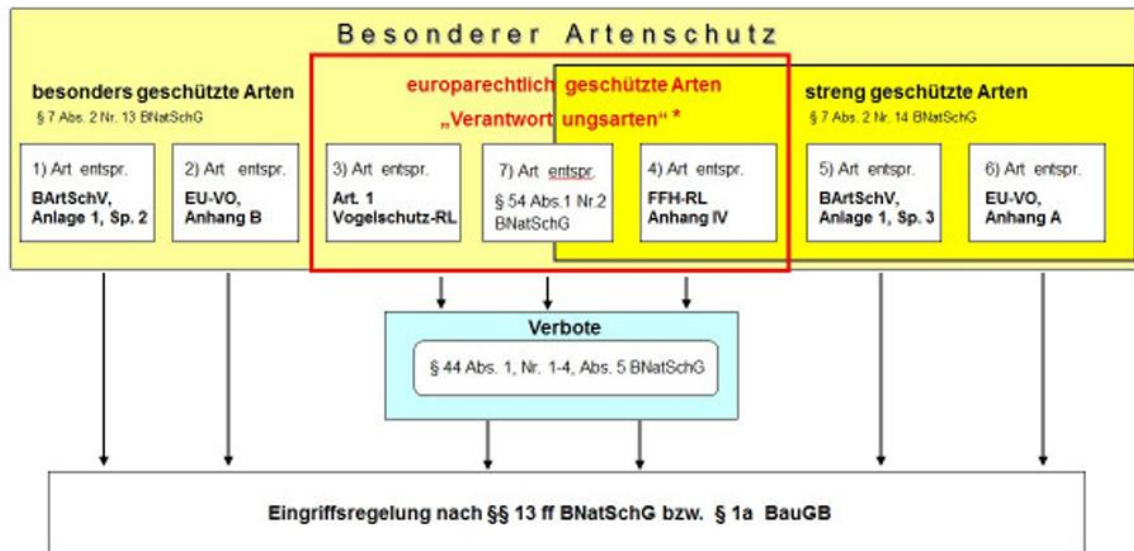 Besonderer Artenschutz
europarechtlich geschützte Arten
„Verantwort ungsarten“ *
besonders geschützte Arten
§ 7 Abs. 2 Nr. 13 BNatSchG
streng geschützte Arten
§ 7 Abs. 2 Nr. 14 BNatSchG
1) Art entspr.
BArtSchV,
Anlage 1, Sp. 2
2) Art entspr.
EU-VO,
Anhang B
3) Art entspr.
Art. 1
Vogelschutz-RL
7) Art entspr.
§ 54 Abs.1 Nr.2
BNatSchG
4) Art entspr.
FFH-RL
Anhang IV
5) Art entspr.
BArtSchV,
Anlage 1, Sp. 3
6) Art entspr.
EU-VO,
Anhang A
Verbote
§ 44 Abs. 1, Nr. 1-4, Abs. 5 BNatSchG
Eingriffsregelung nach §§ 13 ff BNatSchG bzw. § 1a BauGB